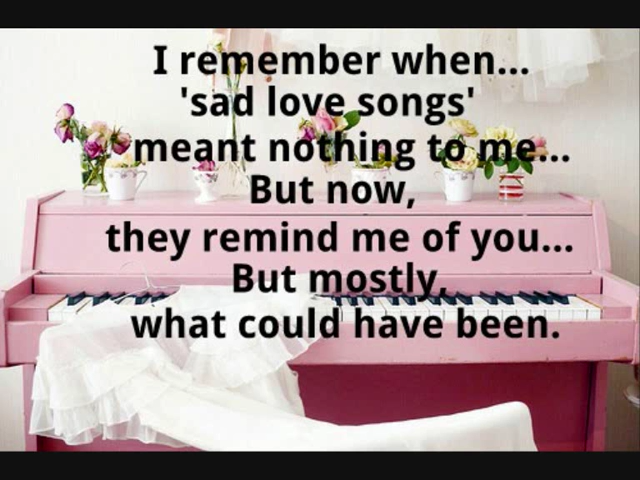 I remember when...
'sad love songs'
meant nothing to me...
But now,
they remind me of you...
But mostly,
what could have been.